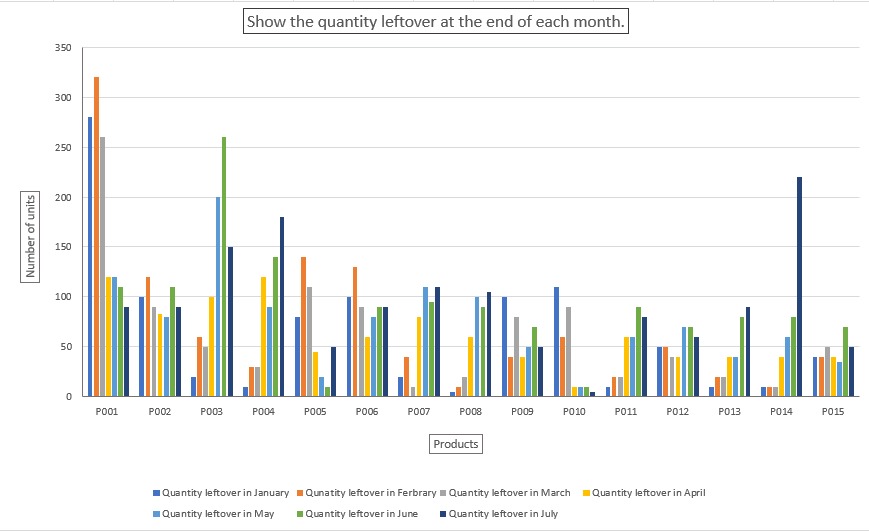 Show the quantity leftover at the end of each month.
350
300
250
200
150
100
50
0
Number of units
P001 P002 P003 P004 P005 P006 P007 P008 P009 P010 P011 P012 P013 P014 P015
Products
Quantity leftover in January Qunatity leftover in Ferbrary Quantity leftover in March Quantity leftover in April
Quantity leftover in May Quantity leftover in June Quantity leftover in July